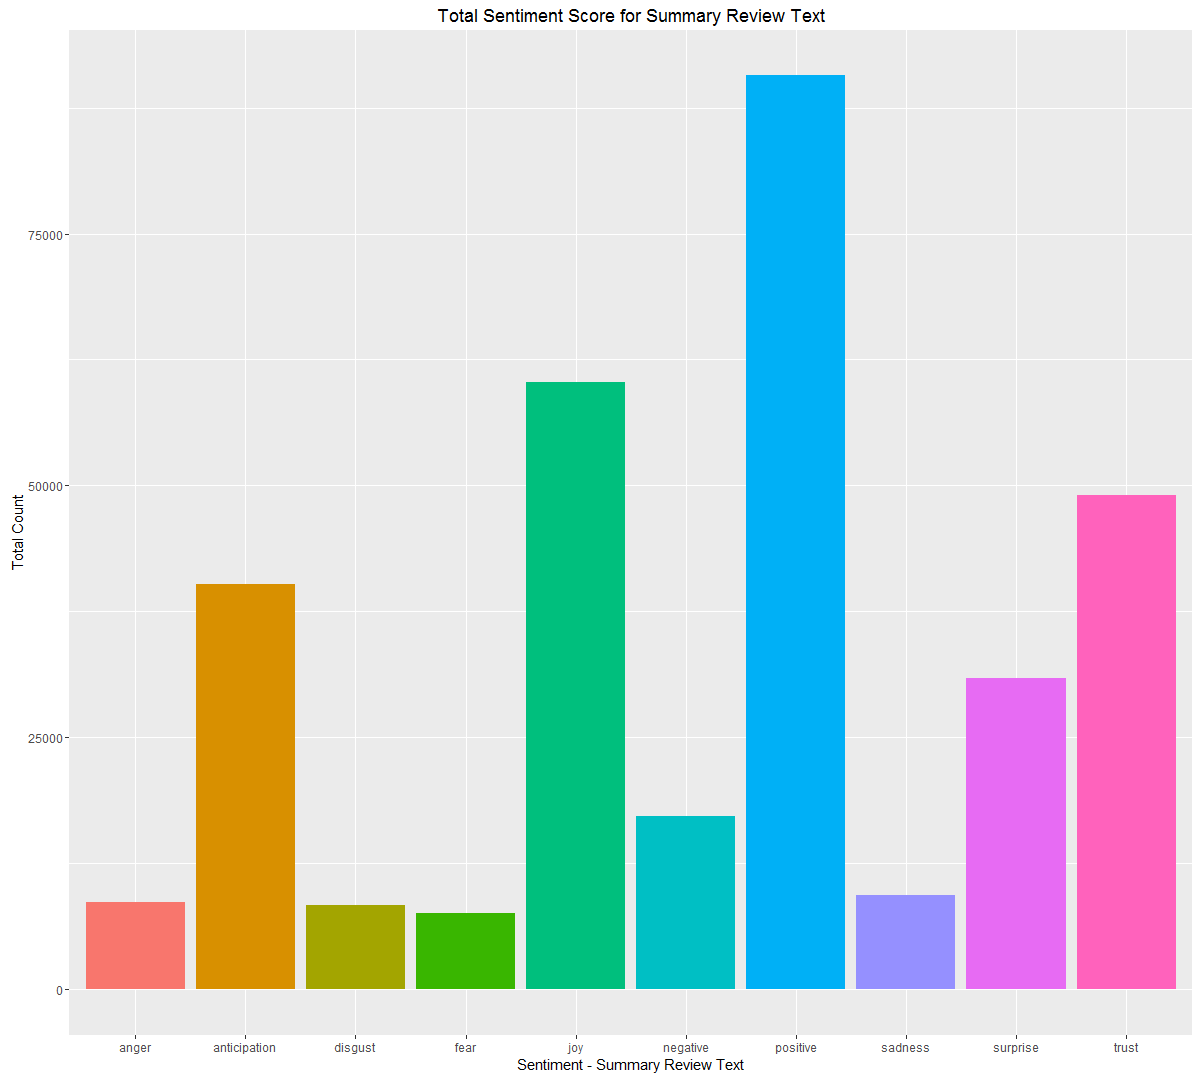 Total Sentiment Score for Summary Review Text
Total Count
75000
50000
25000
0
anger anticipation disgust fear joy negative positive sadness surprise trust
Sentiment - Summary Review Text